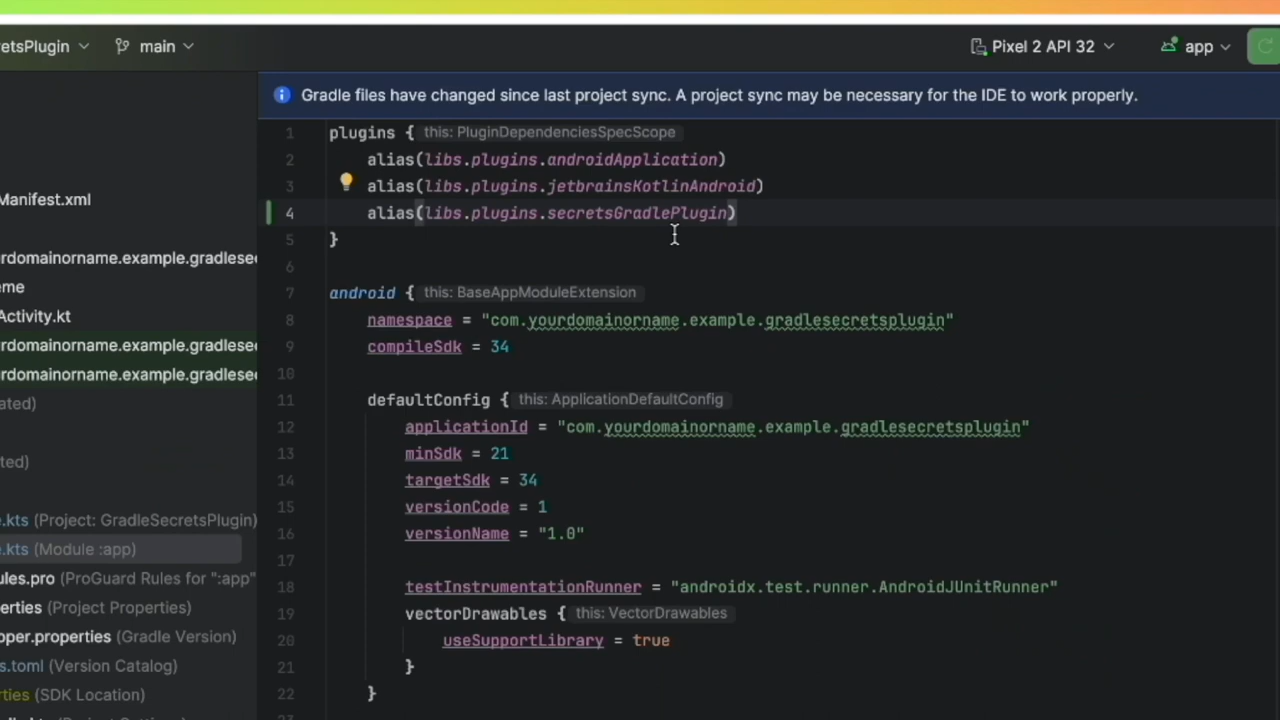 etsPlugin main Pixel 2 API 32 app
Gradle files have changed since last project sync. A project sync may be necessary for the IDE to work properly.
Manifest.xml
rdomainorname.example.gradlesec
eme
Activity.kt
rdomainorname.example.gradlesec
rdomainorname.example.gradlesec
ated)
ted)
e.kts (Project: GradleSecretsPlugin)
e.kts (Module :app)
ules.pro (ProGuard Rules for ":app"
erties (Project Properties)
pper.properties (Gradle Version)
s.toml (Version Catalog)
erties (SDK Location)
1 plugins { this: PluginDependenciesSpecScope
2 alias(libs.plugins.androidApplication)
3 alias(libs.plugins.jetbrainsKotlinAndroid)
4 alias(libs.plugins.secretsGradlePlugin)
5 }
6
7 android { this: BaseAppModuleExtension
8 namespace = "com.yourdomainorname.example.gradlesecretsplugin"
9 compileSdk = 34
10
11 defaultConfig { this: ApplicationDefaultConfig
12 applicationId = "com.yourdomainorname.example.gradlesecretsplugin"
13 minSdk = 21
14 targetSdk = 34
15 versionCode = 1
16 versionName = "1.0"
17
18 testInstrumentationRunner = "androidx.test.runner.AndroidJUnitRunner"
19 vectorDrawables { this: VectorDrawables
20 useSupportLibrary = true
21 }
22 }